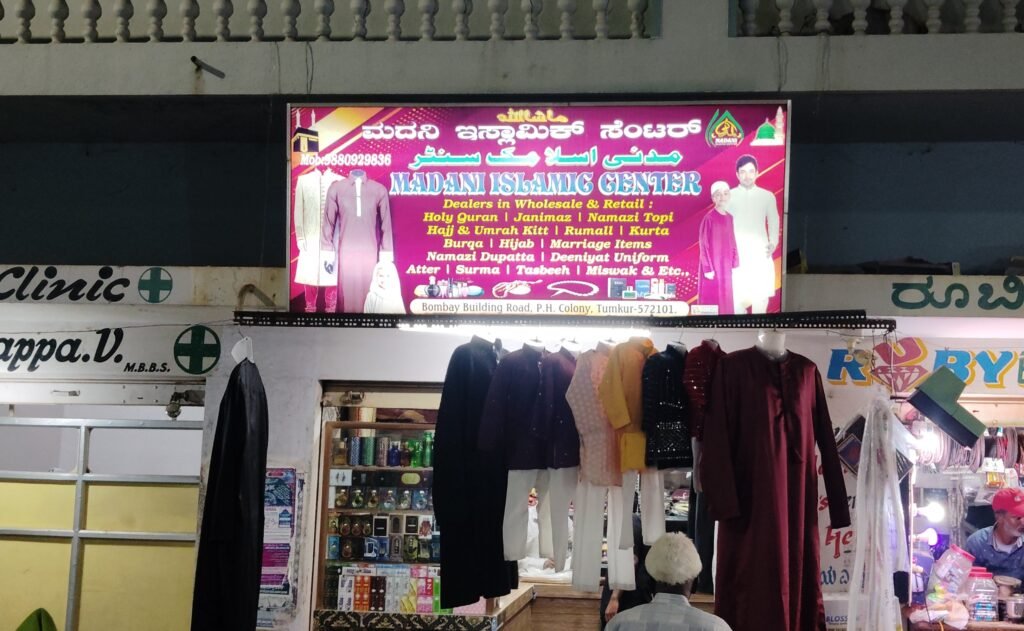 ಮದನಿ ಇಸ್ಲಾಮಿಕ್ ಸೆಂಟರ್
MADANI
مدنی اسلامک سنٹر
Mob:9880929836
MADANI ISLAMIC CENTER
Dealers in Wholesale & Retail :
Holy Quran | Janimaz | Namazi Topi
Hajj & Umrah Kitt | Rumall | Kurta
Burqa | Hijab | Marriage Items
Namazi Dupatta | Deeniyat Uniform
Atter | Surma | Tasbeeh | Miswak & Etc.,
Bombay Building Road, P.H. Colony, Tumkur-572101.
Clinic
appa.V.
M.B.B.S.
ರೂಬಿ
RUBY